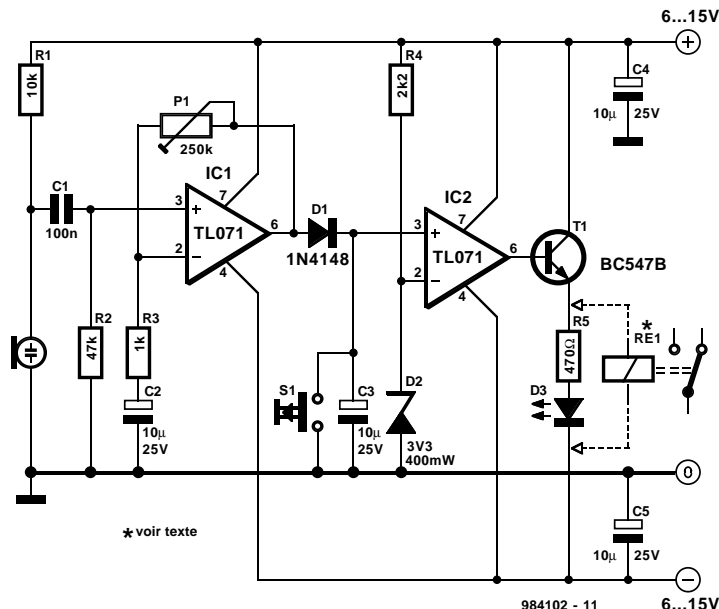 6...15V
R1
10k
R4
2k2
C4
10µ 25V
P1
250k
IC1
C1
100n
3
7
6
2
4
TL071
D1
1N4148
IC2
3
7
6
2
4
TL071
T1
BC547B
R2
47k
R3
1k
R5
470Ω
*
RE1
S1
C2
10µ
25V
C3
10µ
25V
D2
3V3
400mW
D3
0
C5
10µ 25V
* voir texte
984102 - 11
6...15V